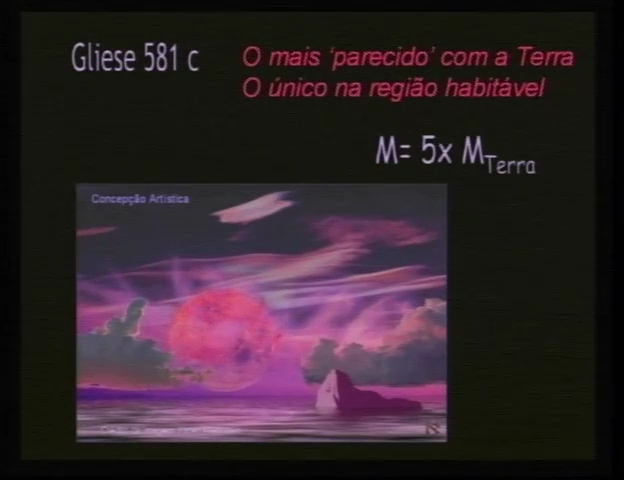 Gliese 581 c
O mais ‘parecido’ com a Terra
O único na região habitável
M= 5x MTerra
Concepção Artística